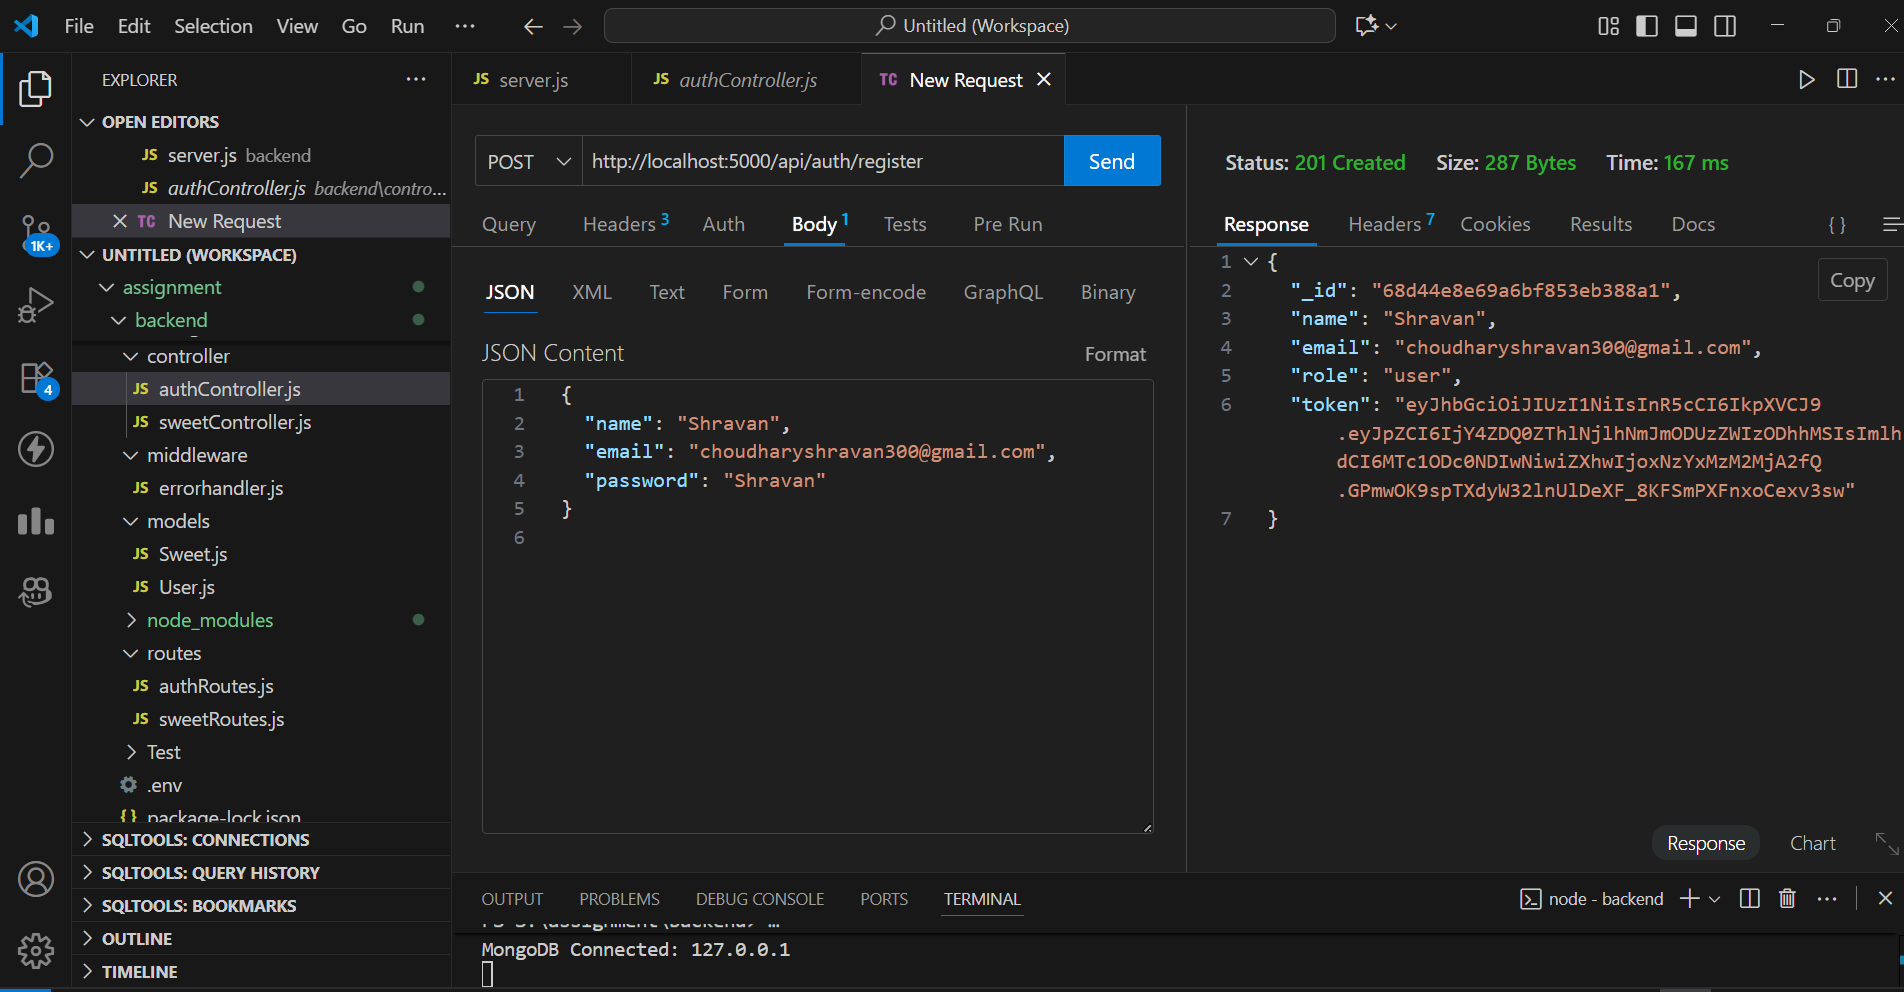 File Edit Selection View Go Run ··· Untitled (Workspace)
EXPLORER ···
OPEN EDITORS
JS server.js backend
JS authController.js backend\contro...
TC New Request
UNTITLED (WORKSPACE)
assignment
backend
controller
JS authController.js
JS sweetController.js
middleware
JS errorhandler.js
models
JS Sweet.js
JS User.js
node_modules
routes
JS authRoutes.js
JS sweetRoutes.js
Test
.env
{} package-lock.json
SQLTOOLS: CONNECTIONS
SQLTOOLS: QUERY HISTORY
SQLTOOLS: BOOKMARKS
OUTLINE
TIMELINE
1K+
4
JS server.js JS authController.js TC New Request
POST http://localhost:5000/api/auth/register Send
Query Headers 3 Auth Body 1 Tests Pre Run
JSON XML Text Form Form-encode GraphQL Binary
JSON Content Format
1 {
2 "name": "Shravan",
3 "email": "choudharyshravan300@gmail.com",
4 "password": "Shravan"
5 }
6
Status: 201 Created Size: 287 Bytes Time: 167 ms
Response Headers 7 Cookies Results Docs { }
Copy
1 {
2 "_id": "68d44e8e69a6bf853eb388a1",
3 "name": "Shravan",
4 "email": "choudharyshravan300@gmail.com",
5 "role": "user",
6 "token": "eyJhbGciOiJIUzI1NiIsInR5cCI6IkpXVCJ9
.eyJpZCI6IjY4ZDQ0ZThlNjlhNmJmODUzZWIzODhhMSIsImlh
dCI6MTc1ODc0NDIwNiwiZXhwIjoxNzYxMzM2MjA2fQ
.GPmwOK9spTXdyW32lnUlDeXF_8KFSmPXFnxoCexv3sw"
7 }
Response Chart
OUTPUT PROBLEMS DEBUG CONSOLE PORTS TERMINAL node - backend
MongoDB Connected: 127.0.0.1